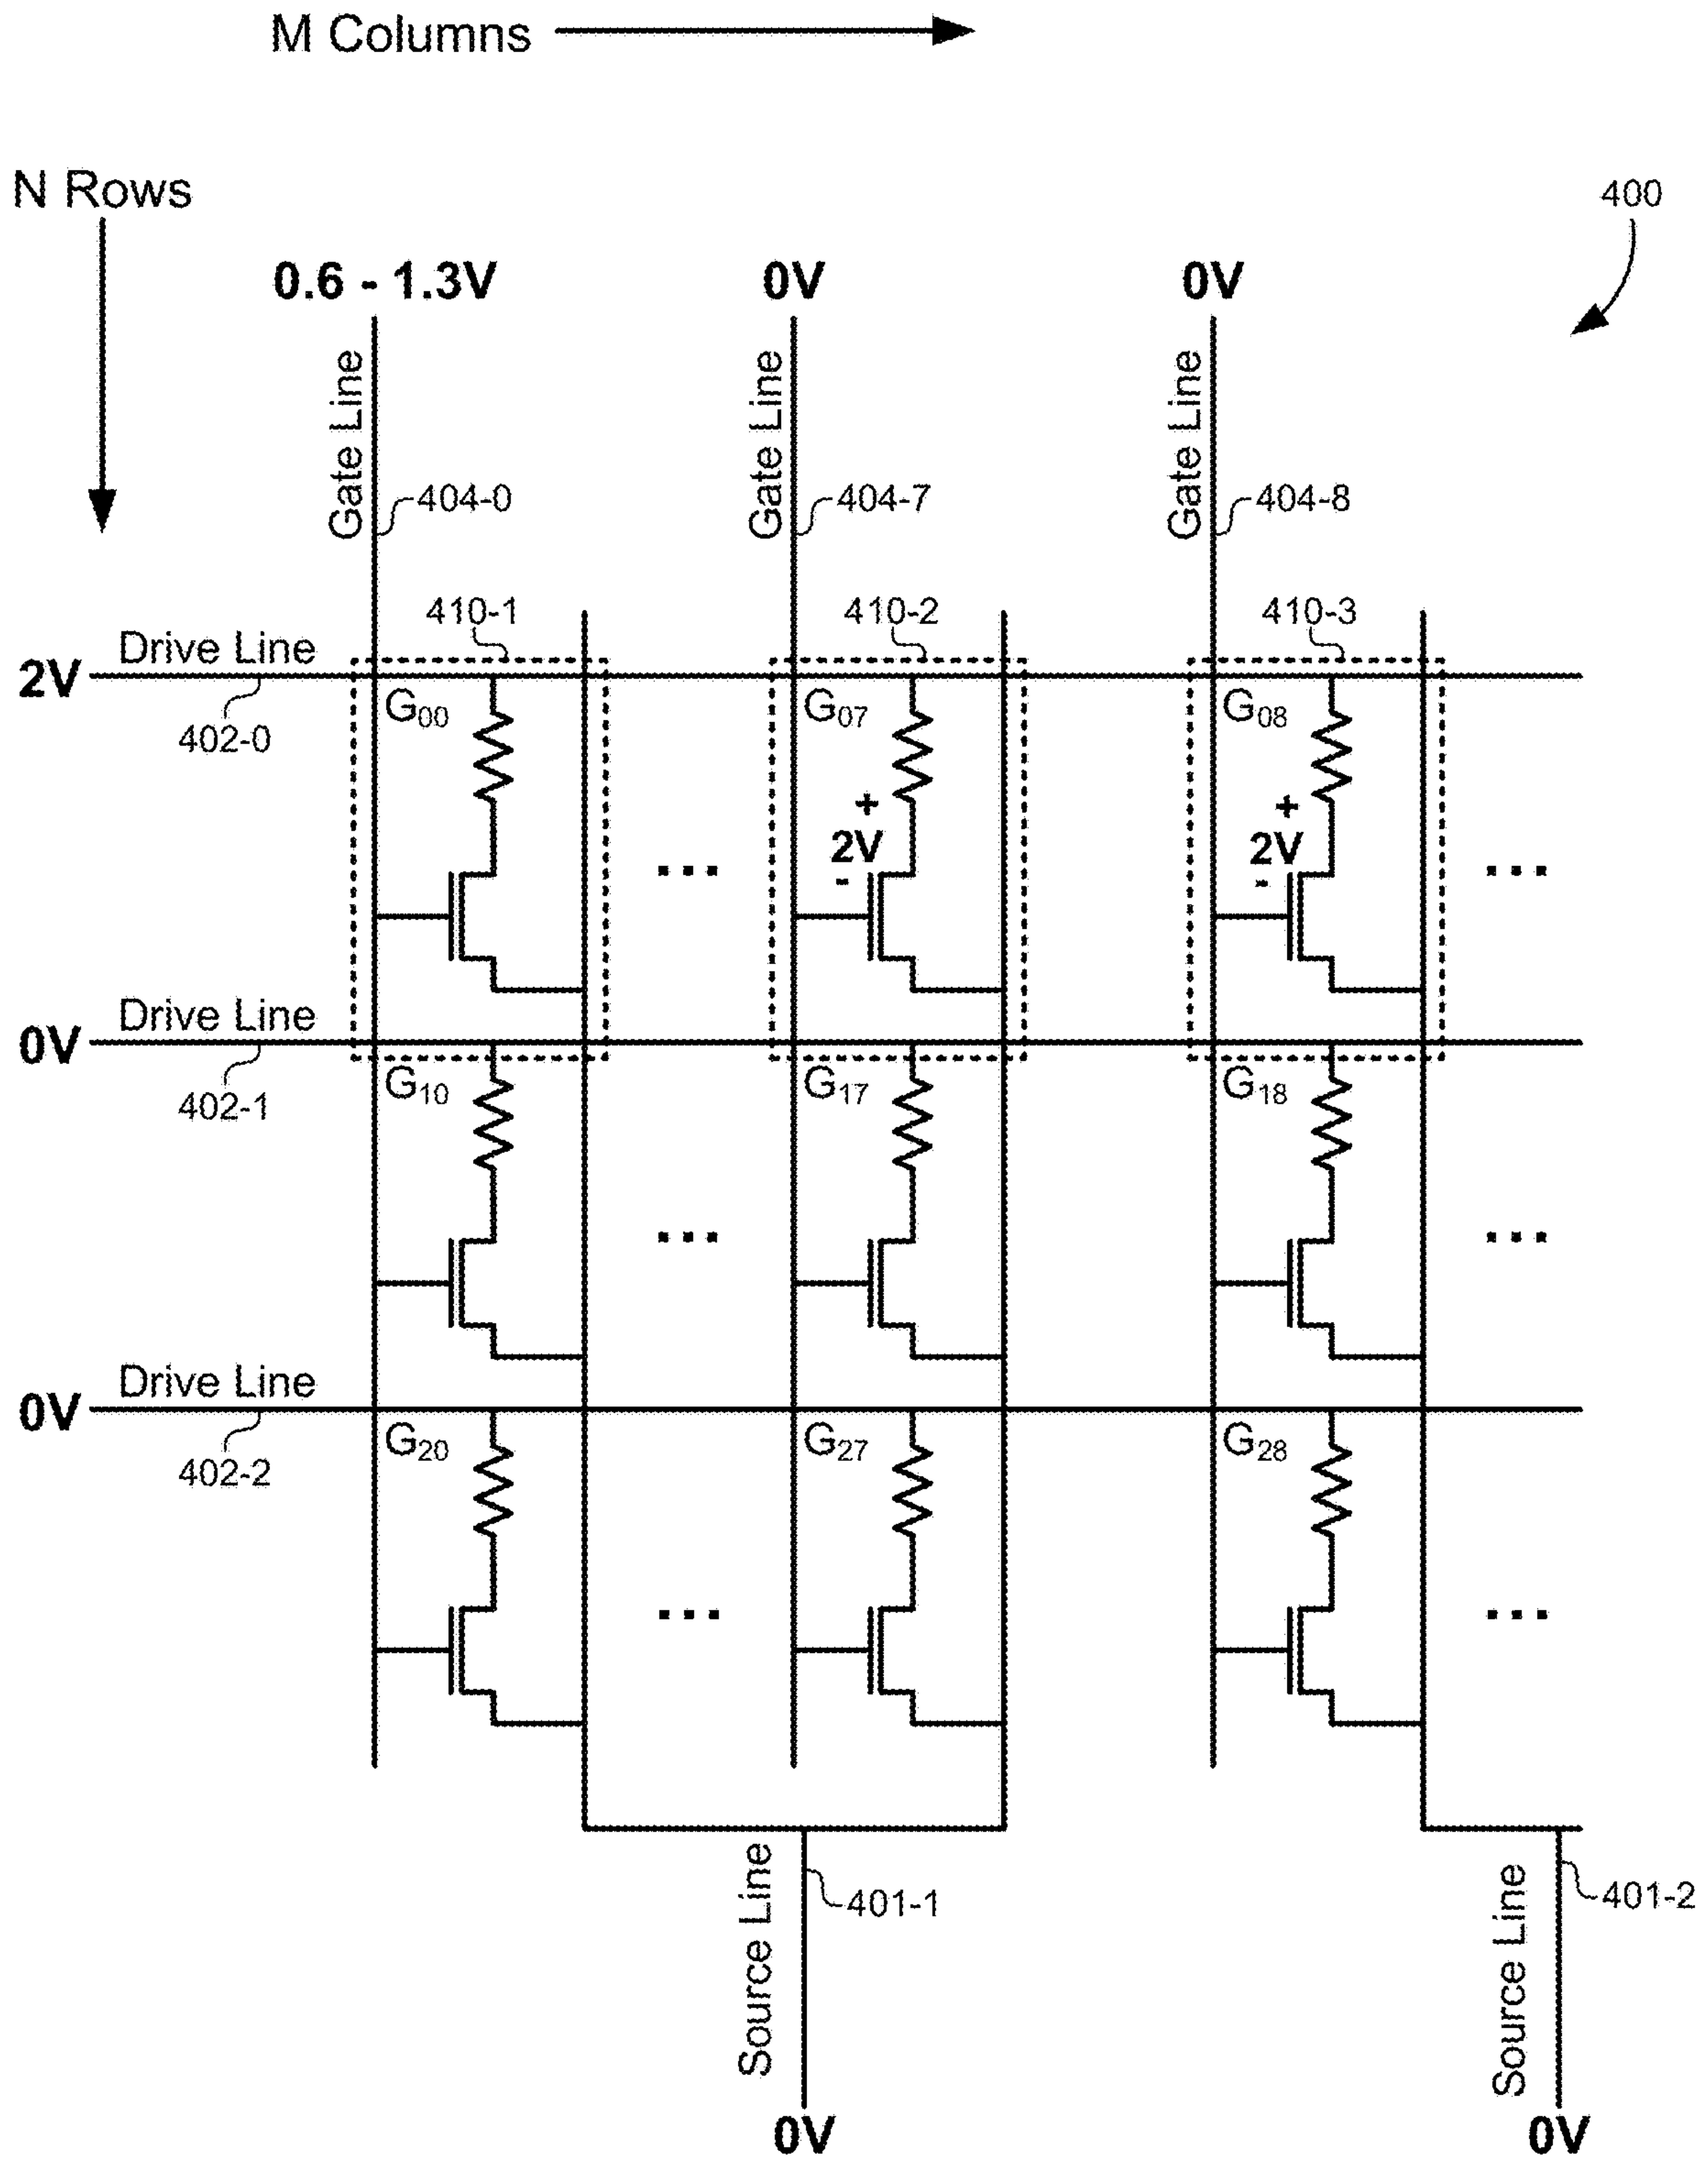 M Columns
N Rows
400
0.6 - 1.3V 0V 0V
Gate Line Gate Line Gate Line
404-0 404-7 404-8
410-1 410-2 410-3
Drive Line
2V
402-0
G00 G07 G08
+ +
2V 2V
- -
... ...
Drive Line
0V
402-1
G10 G17 G18
... ...
Drive Line
0V
402-2
G20 G27 G28
... ...
Source Line Source Line
401-1 401-2
0V 0V